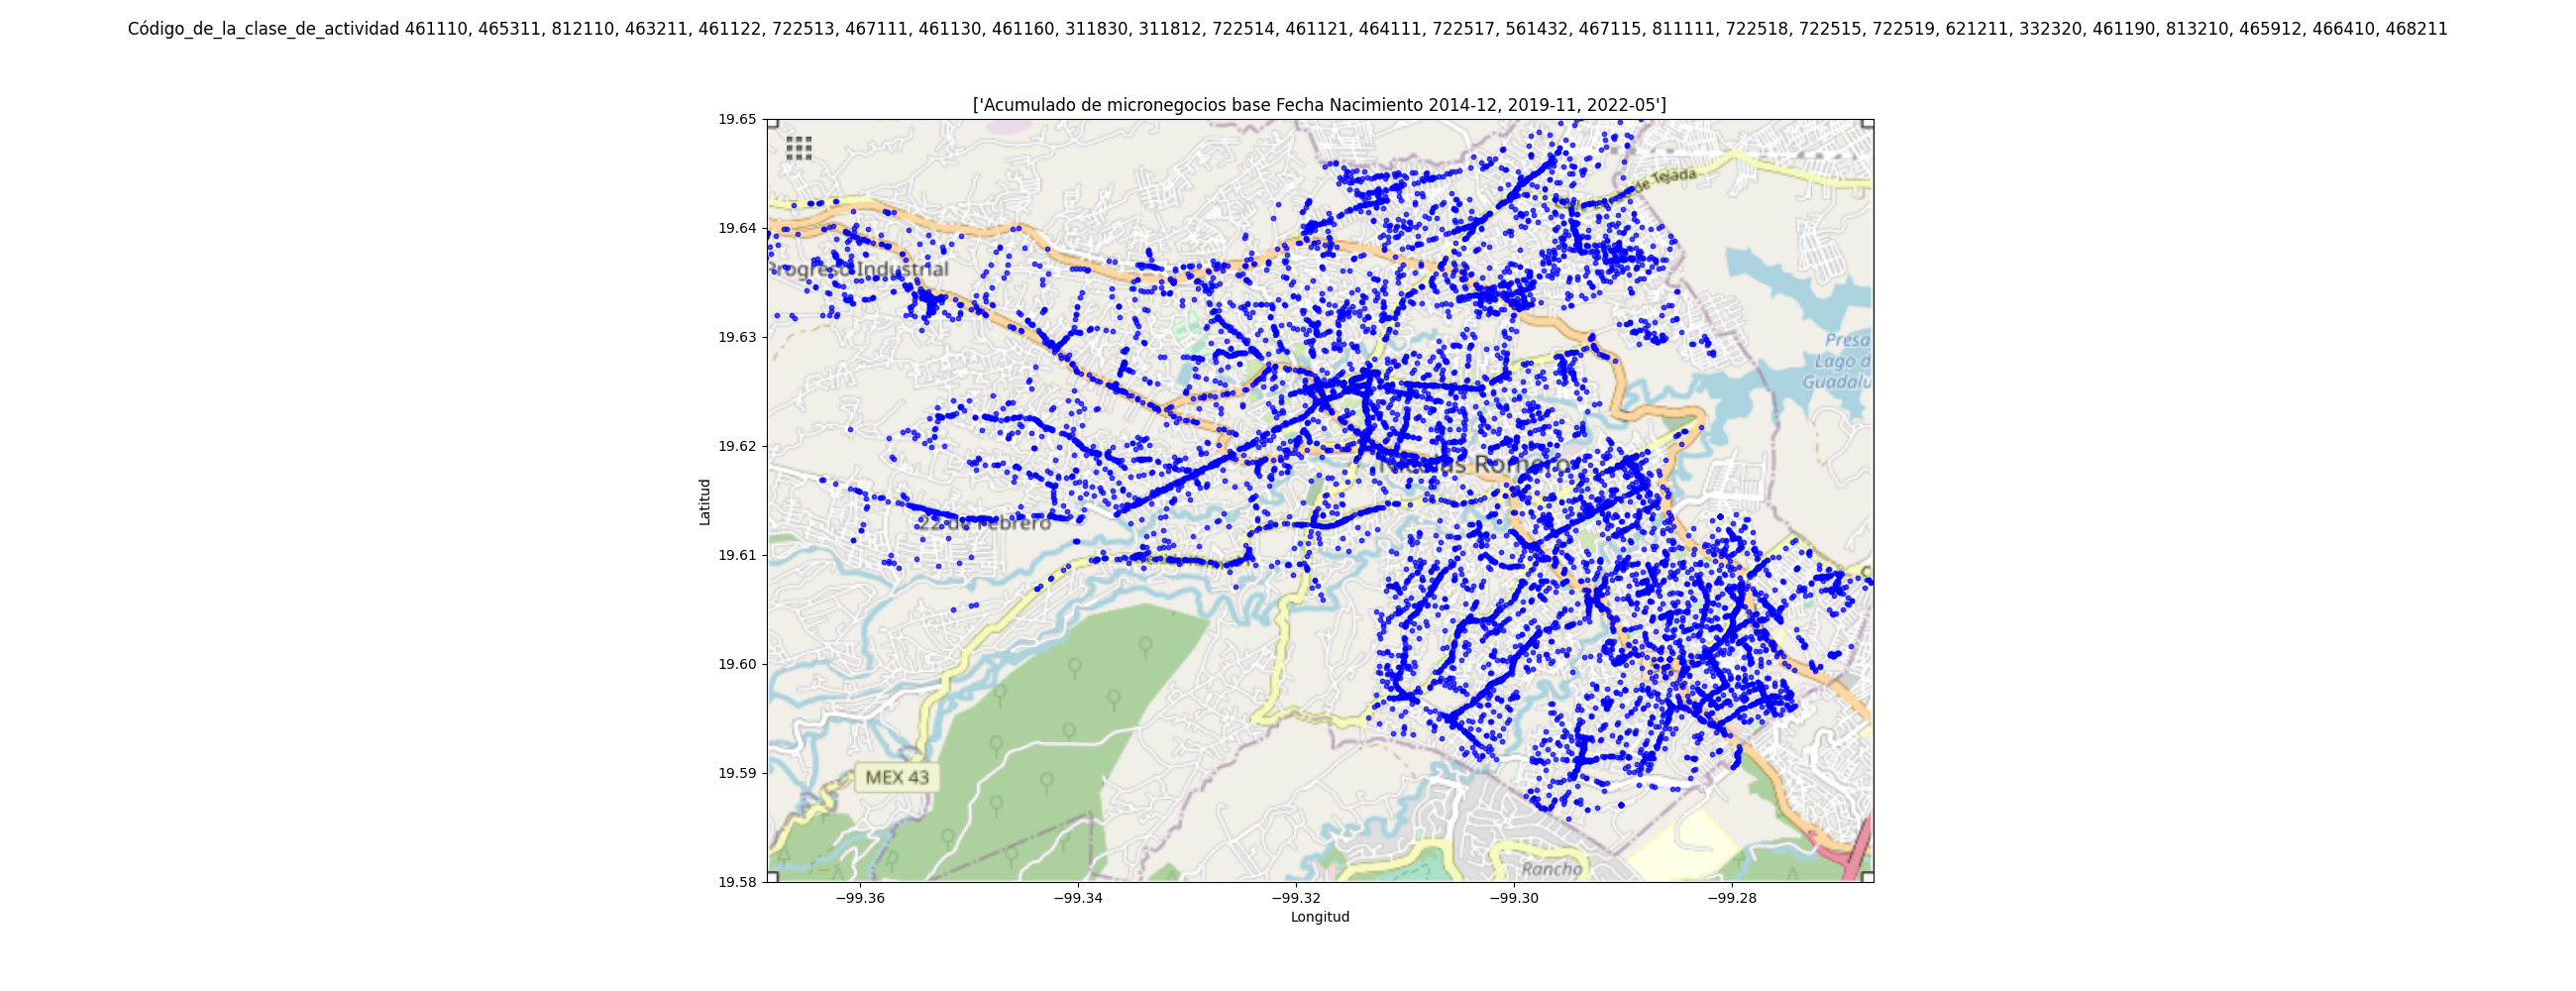 Código_de_la_clase_de_actividad 461110, 465311, 812110, 463211, 461122, 722513, 467111, 461130, 461160, 311830, 311812, 722514, 461121, 464111, 722517, 561432, 467115, 811111, 722518, 722515, 722519, 621211, 332320, 461190, 813210, 465912, 466410, 468211
['Acumulado de micronegocios base Fecha Nacimiento 2014-12, 2019-11, 2022-05']
19.65
19.64
19.63
19.62
19.61
19.60
19.59
19.58
Latitud
de Tejada
Progreso Industrial
Presa
Lago d
Guadalu
Nicolás Romero
22 de Febrero
MEX 43
Rancho
−99.36
−99.34
−99.32
−99.30
−99.28
Longitud